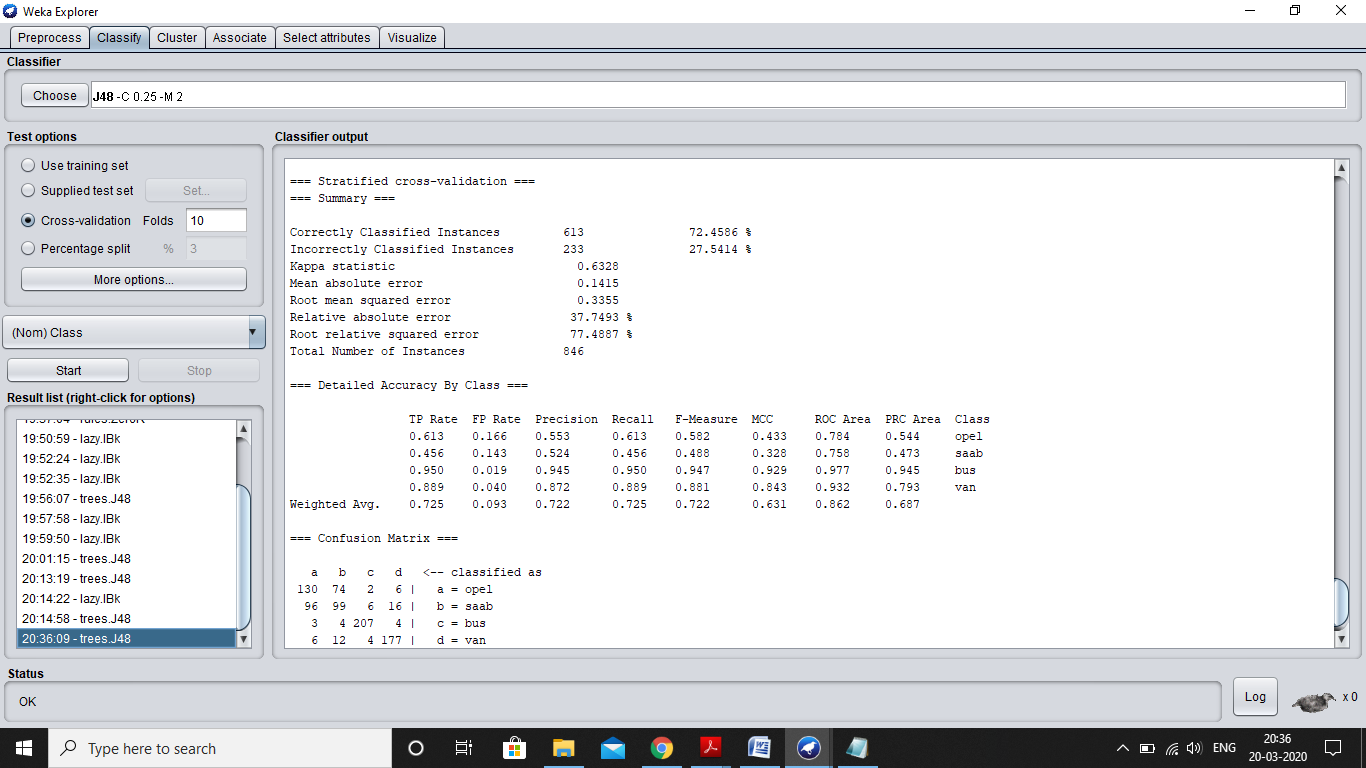 Weka Explorer
Preprocess Classify Cluster Associate Select attributes Visualize
Classifier
Choose J48 -C 0.25 -M 2
Test options
Use training set
Supplied test set Set...
Cross-validation Folds 10
Percentage split % 3
More options...
(Nom) Class
Start Stop
Result list (right-click for options)
19:50:59 - lazy.IBk
19:52:24 - lazy.IBk
19:52:35 - lazy.IBk
19:56:07 - trees.J48
19:57:58 - lazy.IBk
19:59:50 - lazy.IBk
20:01:15 - trees.J48
20:13:19 - trees.J48
20:14:22 - lazy.IBk
20:14:58 - trees.J48
20:36:09 - trees.J48
Classifier output
=== Stratified cross-validation ===
=== Summary ===
Correctly Classified Instances 613 72.4586 %
Incorrectly Classified Instances 233 27.5414 %
Kappa statistic 0.6328
Mean absolute error 0.1415
Root mean squared error 0.3355
Relative absolute error 37.7493 %
Root relative squared error 77.4887 %
Total Number of Instances 846
=== Detailed Accuracy By Class ===
TP Rate FP Rate Precision Recall F-Measure MCC ROC Area PRC Area Class
0.613 0.166 0.553 0.613 0.582 0.433 0.784 0.544 opel
0.456 0.143 0.524 0.456 0.488 0.328 0.758 0.473 saab
0.950 0.019 0.945 0.950 0.947 0.929 0.977 0.945 bus
0.889 0.040 0.872 0.889 0.881 0.843 0.932 0.793 van
Weighted Avg. 0.725 0.093 0.722 0.725 0.722 0.631 0.862 0.687
=== Confusion Matrix ===
a b c d <-- classified as
130 74 2 6 | a = opel
96 99 6 16 | b = saab
3 4 207 4 | c = bus
6 12 4 177 | d = van
Status
OK
Log
x 0
Type here to search
ENG
20:36
20-03-2020